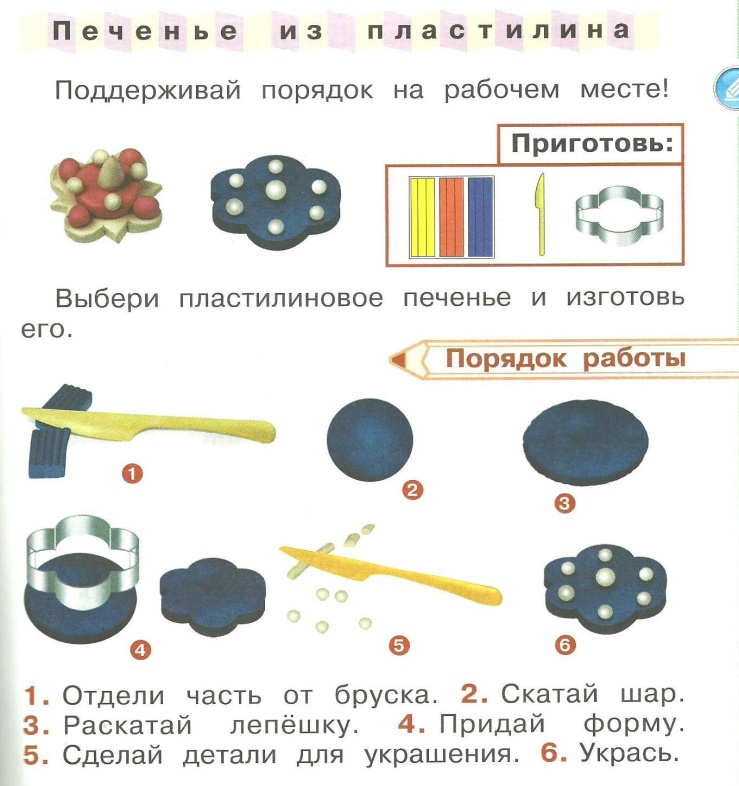 Печенье из пластилина
Поддерживай порядок на рабочем месте!
Приготовь:
Выбери пластилиновое печенье и изготовь
его.
Порядок работы
1
2
3
4
5
6
1. Отдели часть от бруска. 2. Скатай шар.
3. Раскатай лепёшку. 4. Придай форму.
5. Сделай детали для украшения. 6. Укрась.